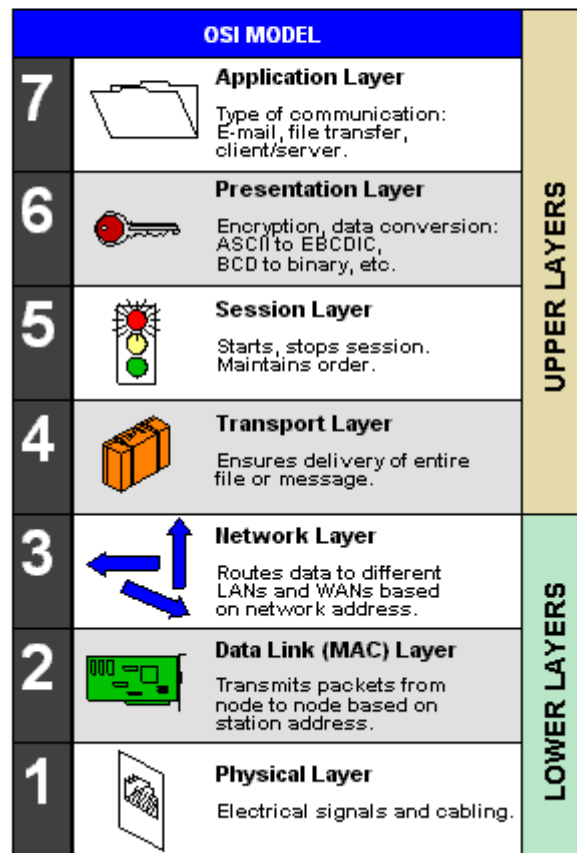 OSI MODEL
7
Application Layer
Type of communication:
E-mail, file transfer,
client/server.
6
Presentation Layer
Encryption, data conversion:
ASCII to EBCDIC,
BCD to binary, etc.
5
Session Layer
Starts, stops session.
Maintains order.
4
Transport Layer
Ensures delivery of entire
file or message.
UPPER LAYERS
3
Network Layer
Routes data to different
LANs and WANs based
on network address.
2
Data Link (MAC) Layer
Transmits packets from
node to node based on
station address.
1
Physical Layer
Electrical signals and cabling.
LOWER LAYERS